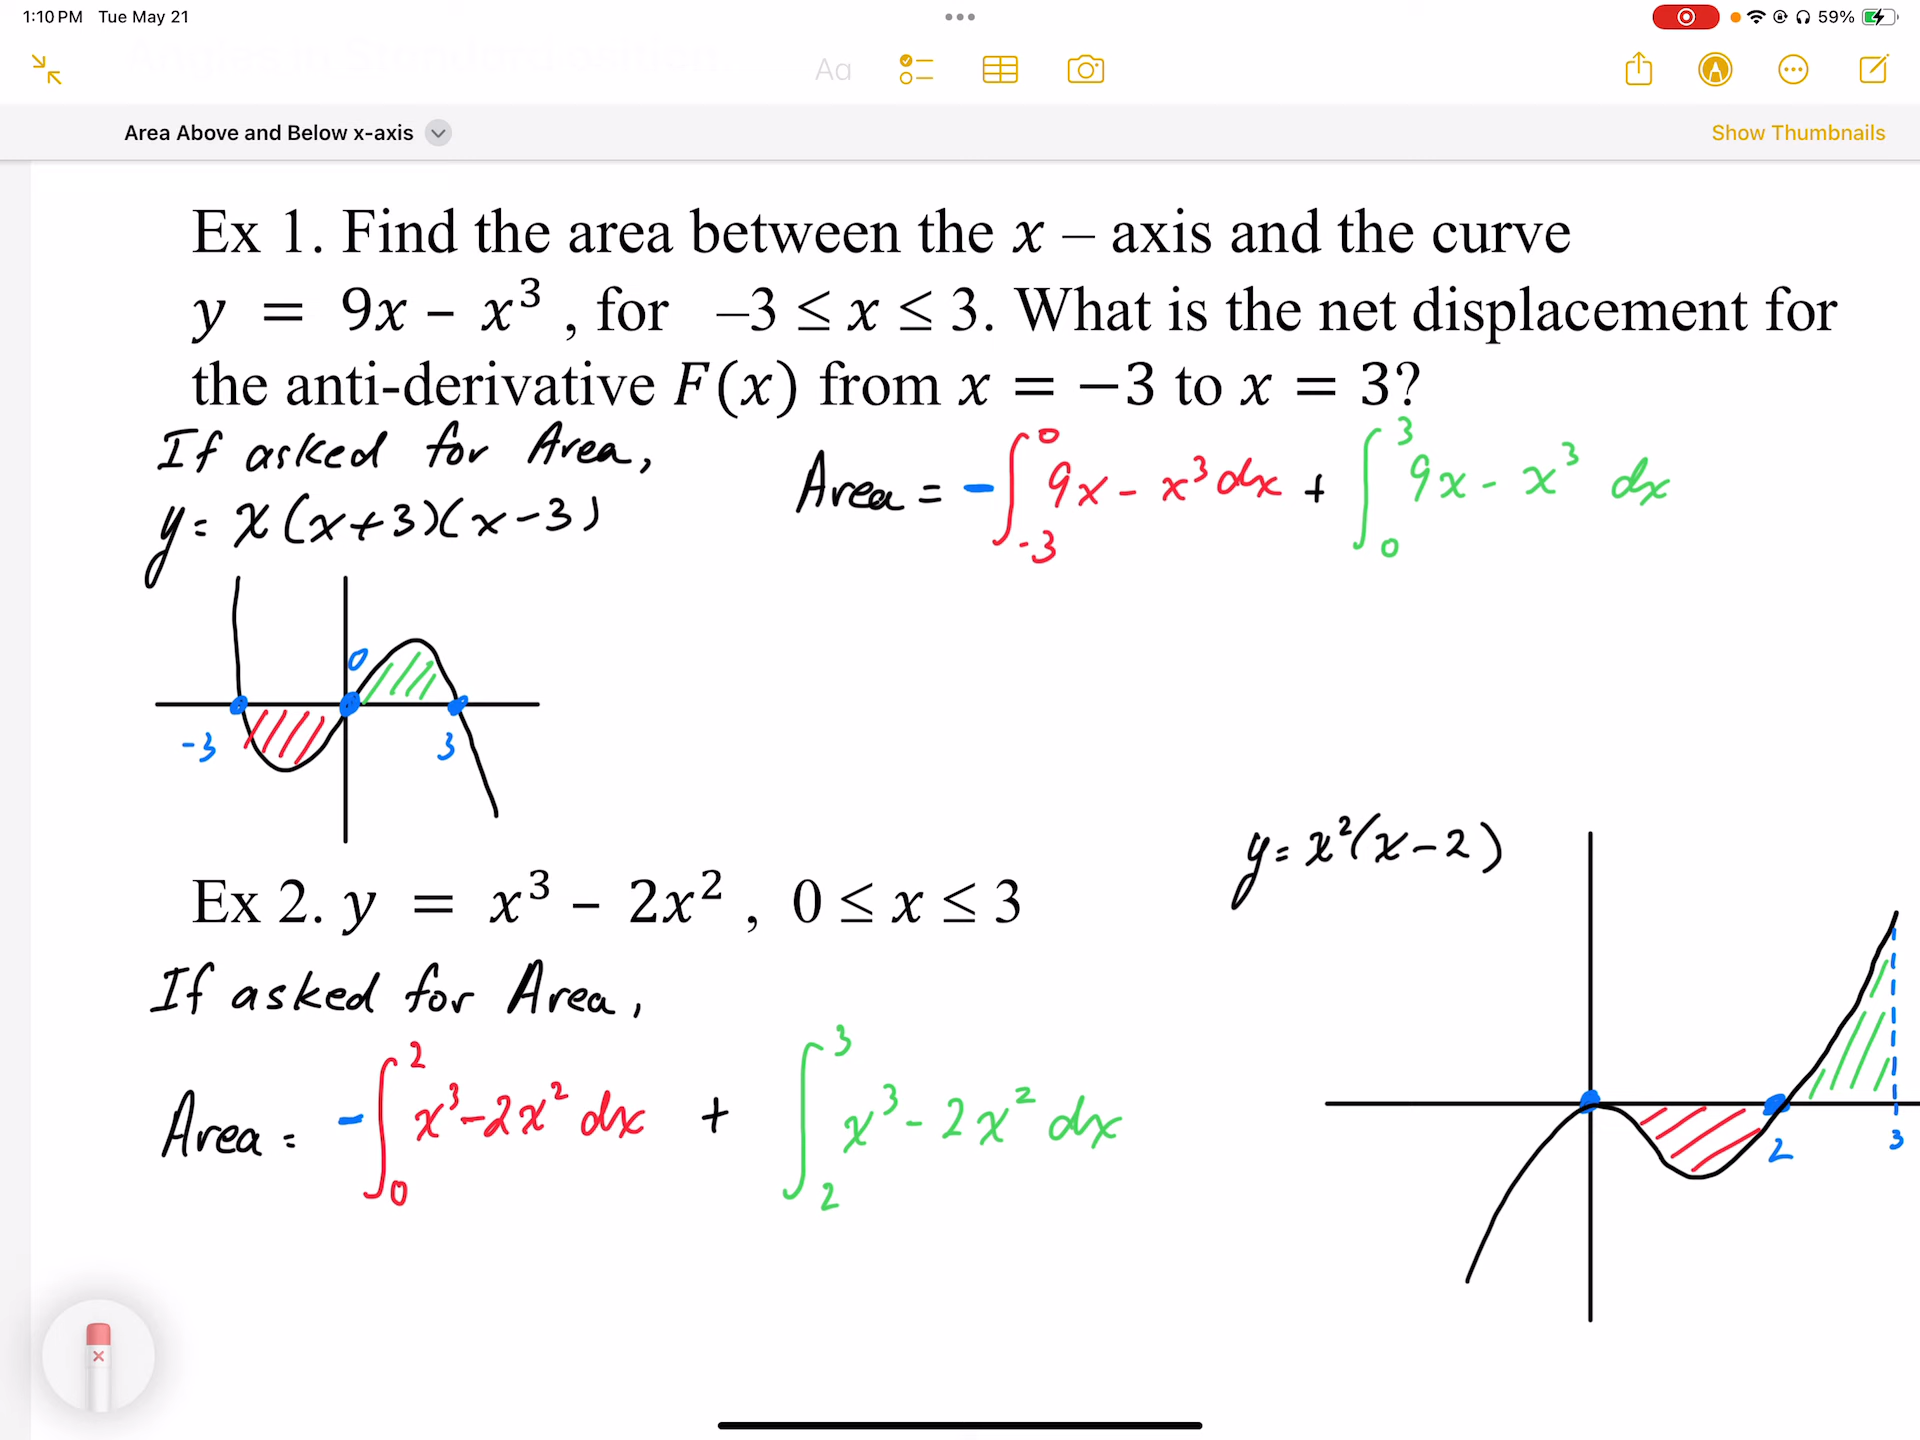 1:10 PM Tue May 21
59%
Aa
Area Above and Below x-axis
Show Thumbnails
Ex 1. Find the area between the x – axis and the curve
y = 9x − x³ , for −3 ≤ x ≤ 3. What is the net displacement for
the anti-derivative F(x) from x = −3 to x = 3?
If asked for Area,
y = x(x+3)(x-3)
Area = -∫₋₃⁰ 9x - x³ dx + ∫₀³ 9x - x³ dx
0
-3
3
y = x²(x-2)
Ex 2. y = x³ − 2x² , 0 ≤ x ≤ 3
If asked for Area,
Area = -∫₀² x³-2x² dx + ∫₂³ x³-2x² dx
2
3